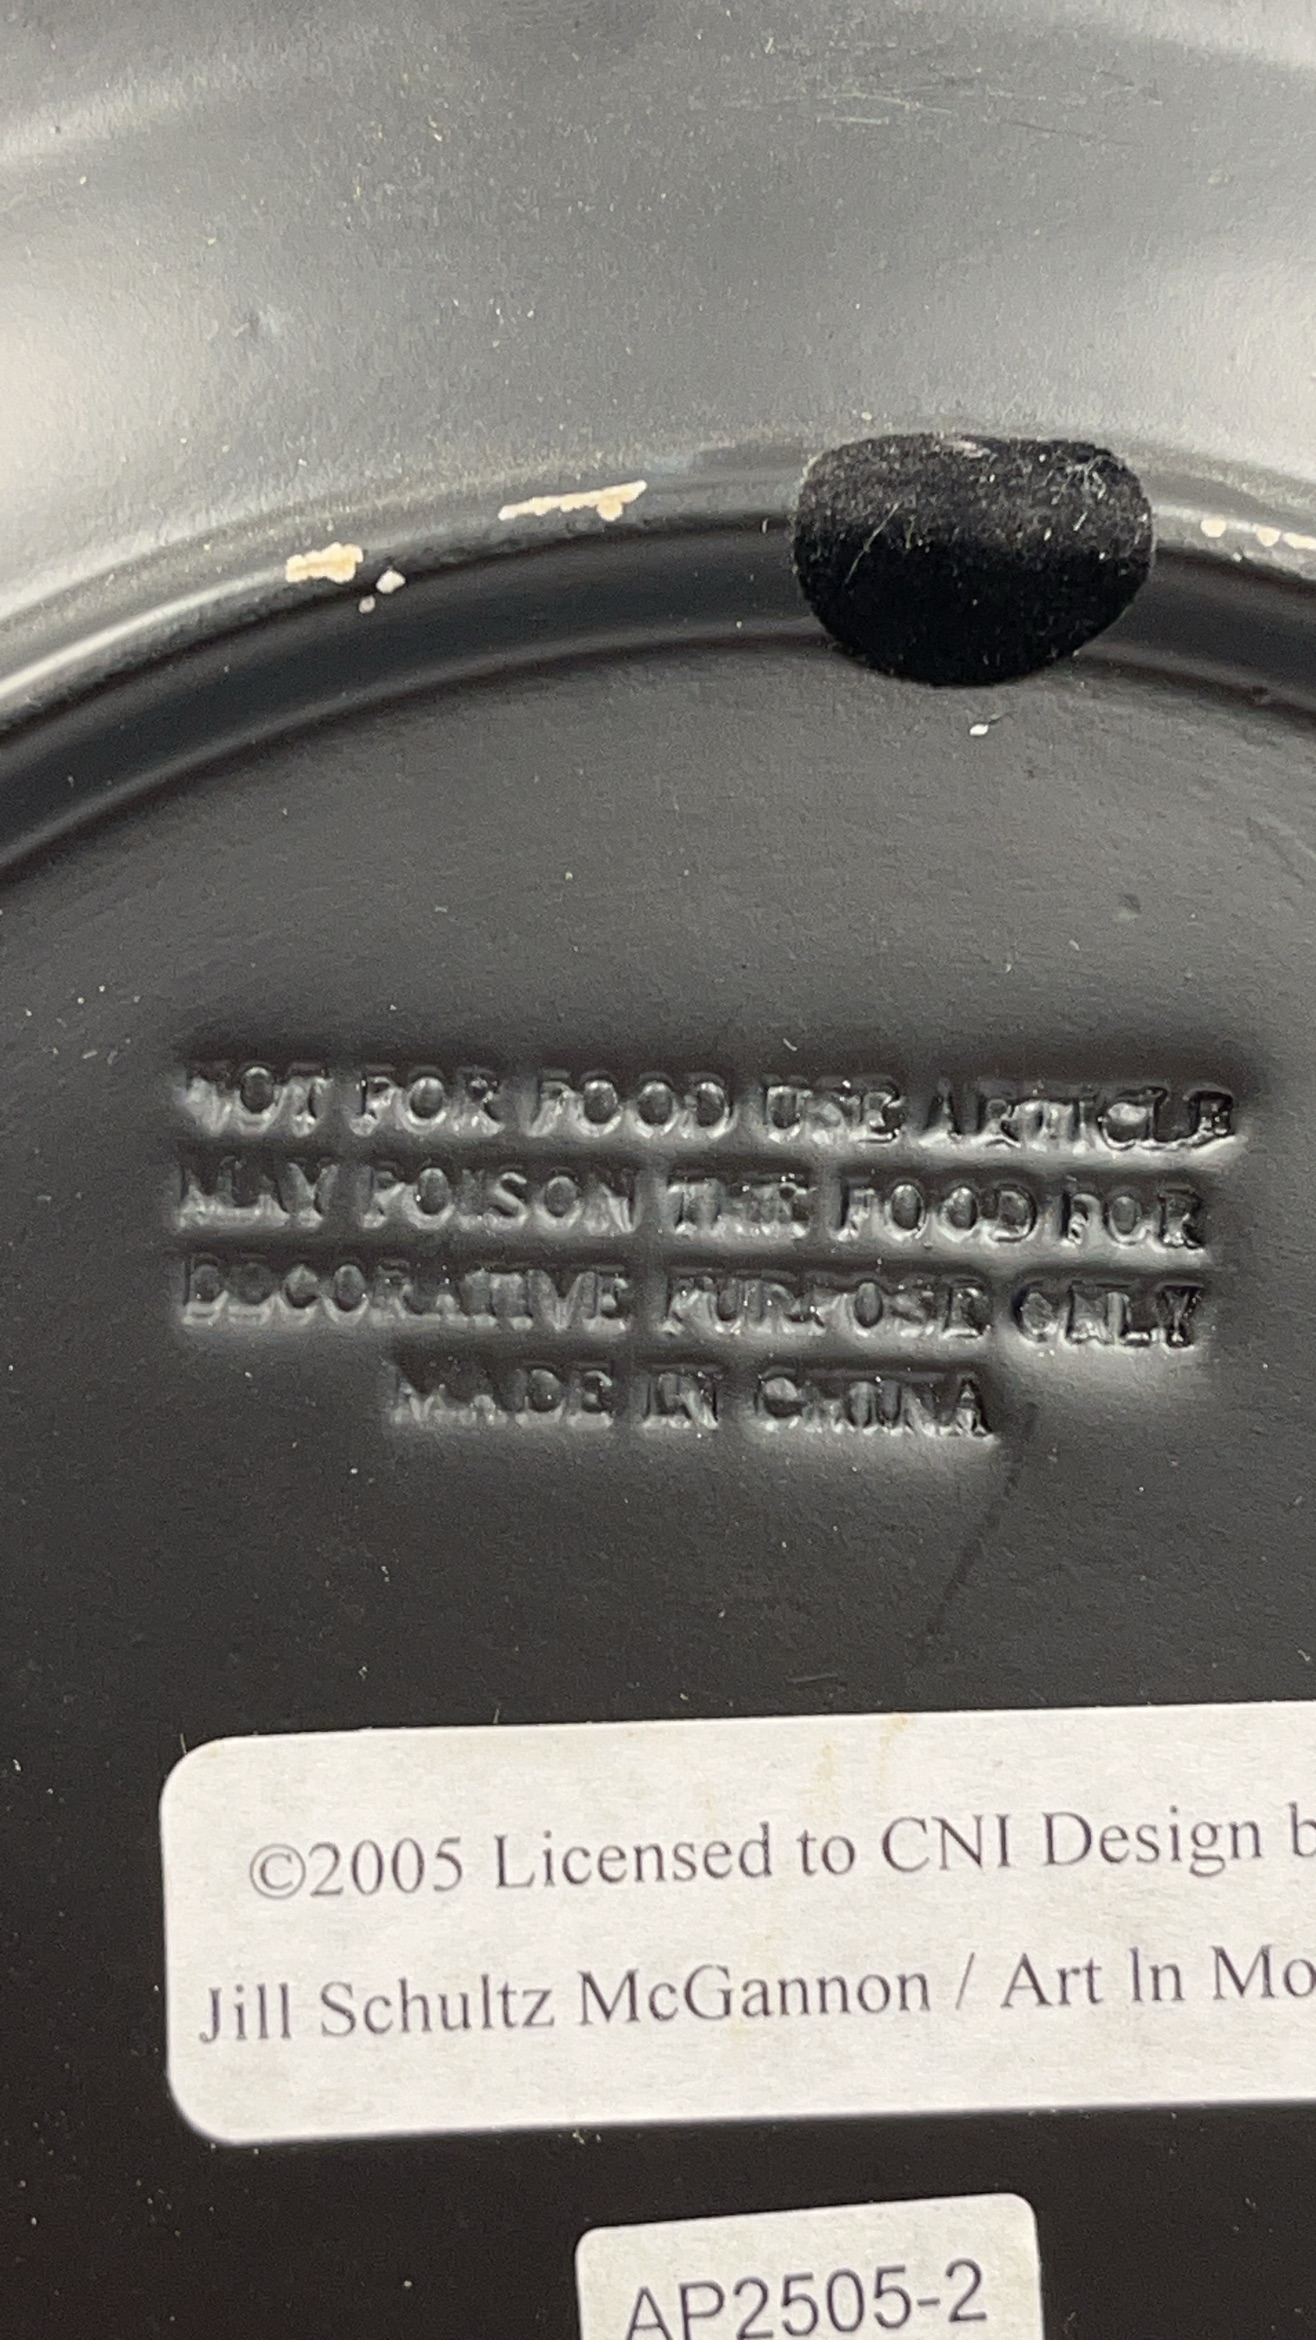 NOT FOR FOOD USE ARTICLE
MAY POISON THE FOOD FOR
DECORATIVE PURPOSE ONLY
MADE IN CHINA
©2005 Licensed to CNI Design b
Jill Schultz McGannon / Art In Mo
AP2505-2